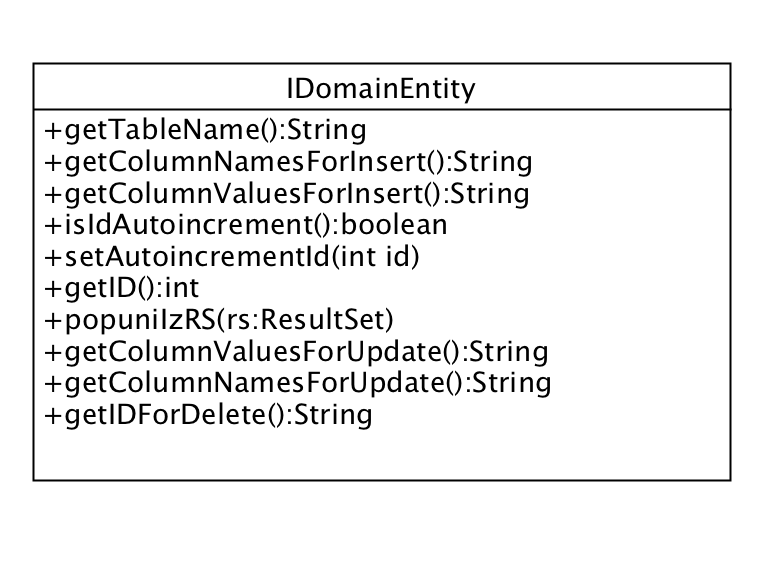 IDomainEntity
+getTableName():String
+getColumnNamesForInsert():String
+getColumnValuesForInsert():String
+isIdAutoincrement():boolean
+setAutoincrementId(int id)
+getID():int
+popuniIzRS(rs:ResultSet)
+getColumnValuesForUpdate():String
+getColumnNamesForUpdate():String
+getIDForDelete():String